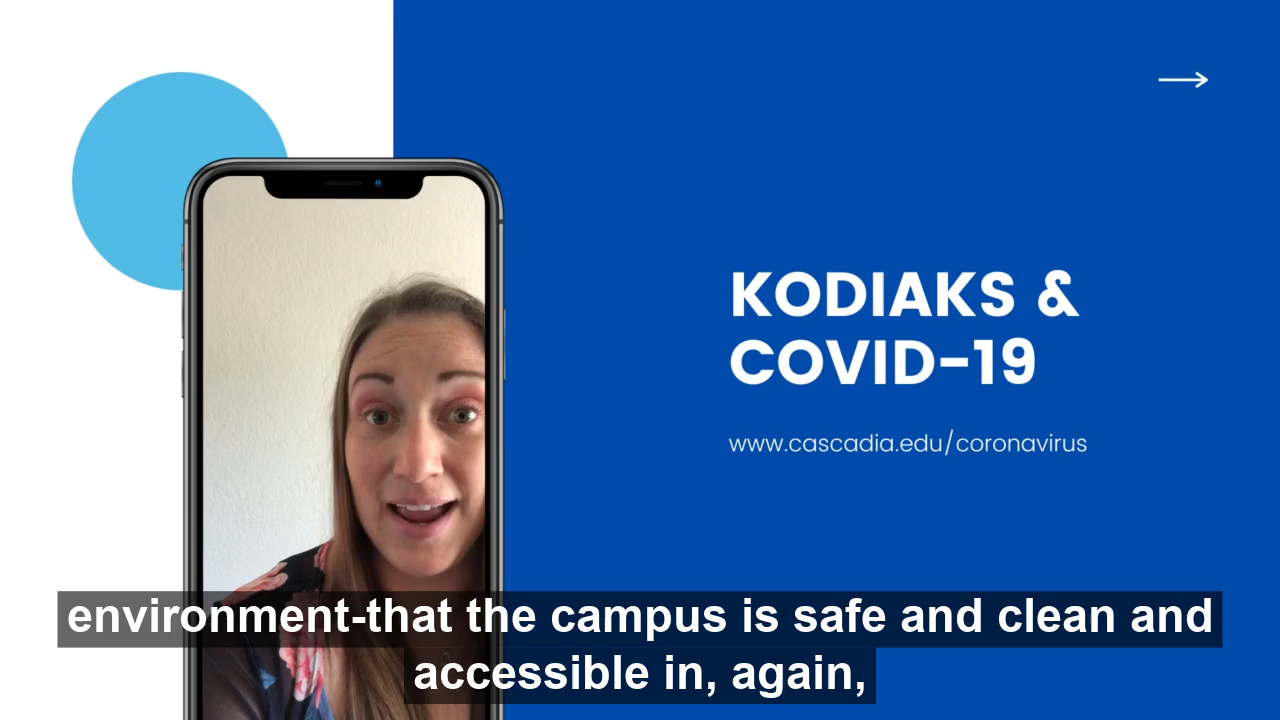 KODIAKS &
COVID-19
www.cascadia.edu/coronavirus
environment-that the campus is safe and clean and
accessible in, again,